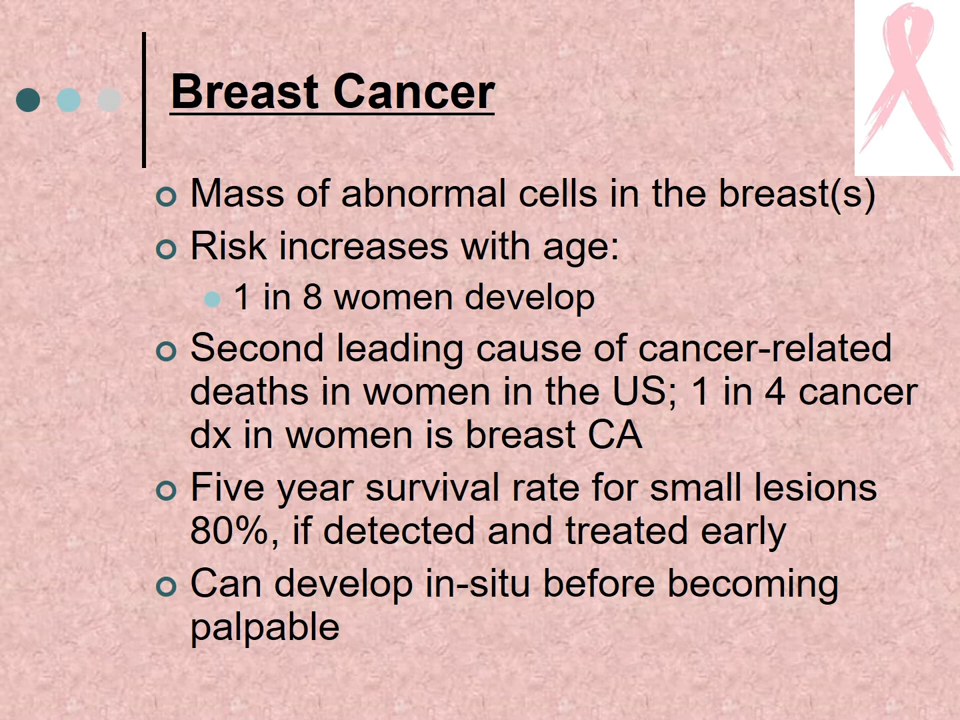 Breast Cancer
Mass of abnormal cells in the breast(s)
Risk increases with age:
1 in 8 women develop
Second leading cause of cancer-related
deaths in women in the US; 1 in 4 cancer
dx in women is breast CA
Five year survival rate for small lesions
80%, if detected and treated early
Can develop in-situ before becoming
palpable